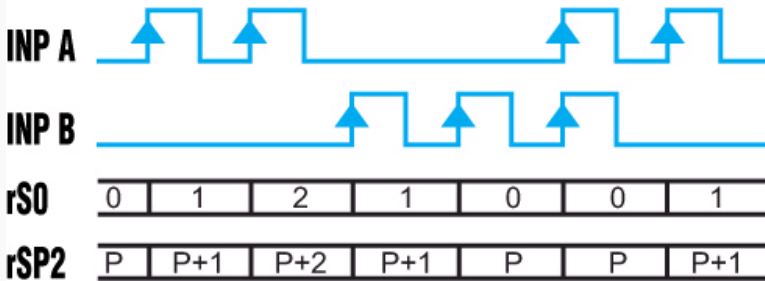 INP A
INP B
rS0 0 1 2 1 0 0 1
rSP2 P P+1 P+2 P+1 P P P+1